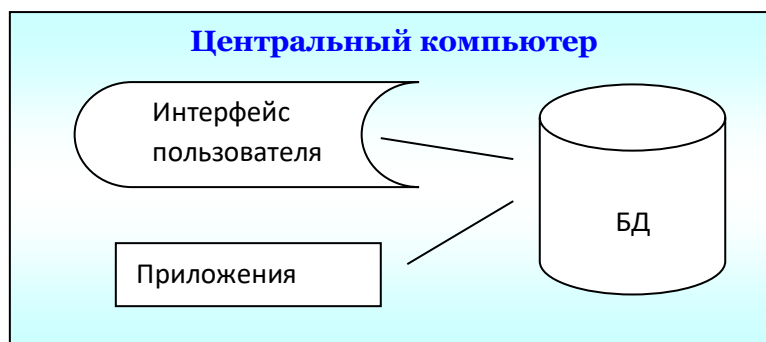 Центральный компьютер
Интерфейс
пользователя
БД
Приложения